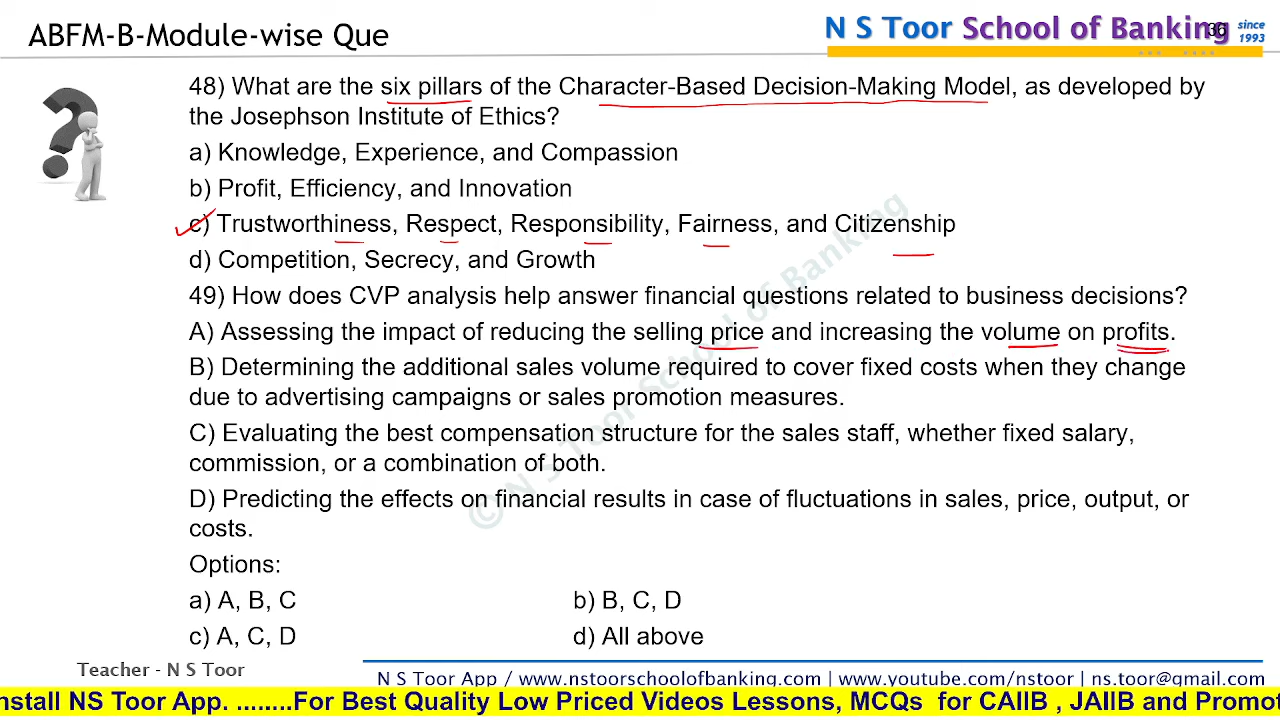 ABFM-B-Module-wise Que
N S Toor School of Banking
36
since
1993
48) What are the six pillars of the Character-Based Decision-Making Model, as developed by
the Josephson Institute of Ethics?
a) Knowledge, Experience, and Compassion
b) Profit, Efficiency, and Innovation
c) Trustworthiness, Respect, Responsibility, Fairness, and Citizenship
d) Competition, Secrecy, and Growth
49) How does CVP analysis help answer financial questions related to business decisions?
A) Assessing the impact of reducing the selling price and increasing the volume on profits.
B) Determining the additional sales volume required to cover fixed costs when they change
due to advertising campaigns or sales promotion measures.
C) Evaluating the best compensation structure for the sales staff, whether fixed salary,
commission, or a combination of both.
D) Predicting the effects on financial results in case of fluctuations in sales, price, output, or
costs.
Options:
a) A, B, C
b) B, C, D
c) A, C, D
d) All above
© N S Toor School of Banking
Teacher - N S Toor
N S Toor App / www.nstoorschoolofbanking.com | www.youtube.com/nstoor | ns.toor@gmail.com
nstall NS Toor App. ........For Best Quality Low Priced Videos Lessons, MCQs for CAIIB , JAIIB and Promot